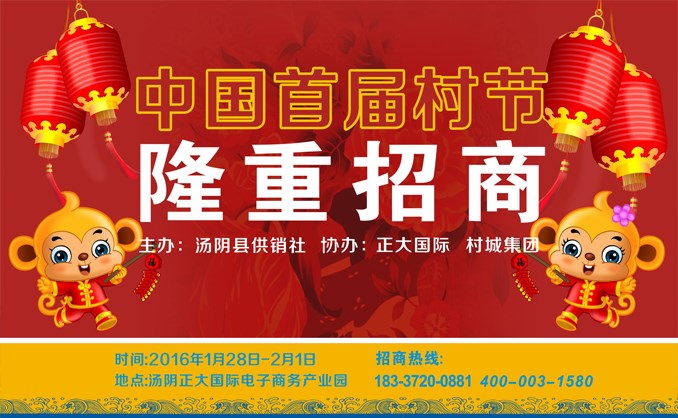 中国首届村节
隆重招商
主办：汤阴县供销社 协办：正大国际 村城集团
时间:2016年1月28日-2月1日
地点:汤阴正大国际电子商务产业园
招商热线:
183-3720-0881 400-003-1580